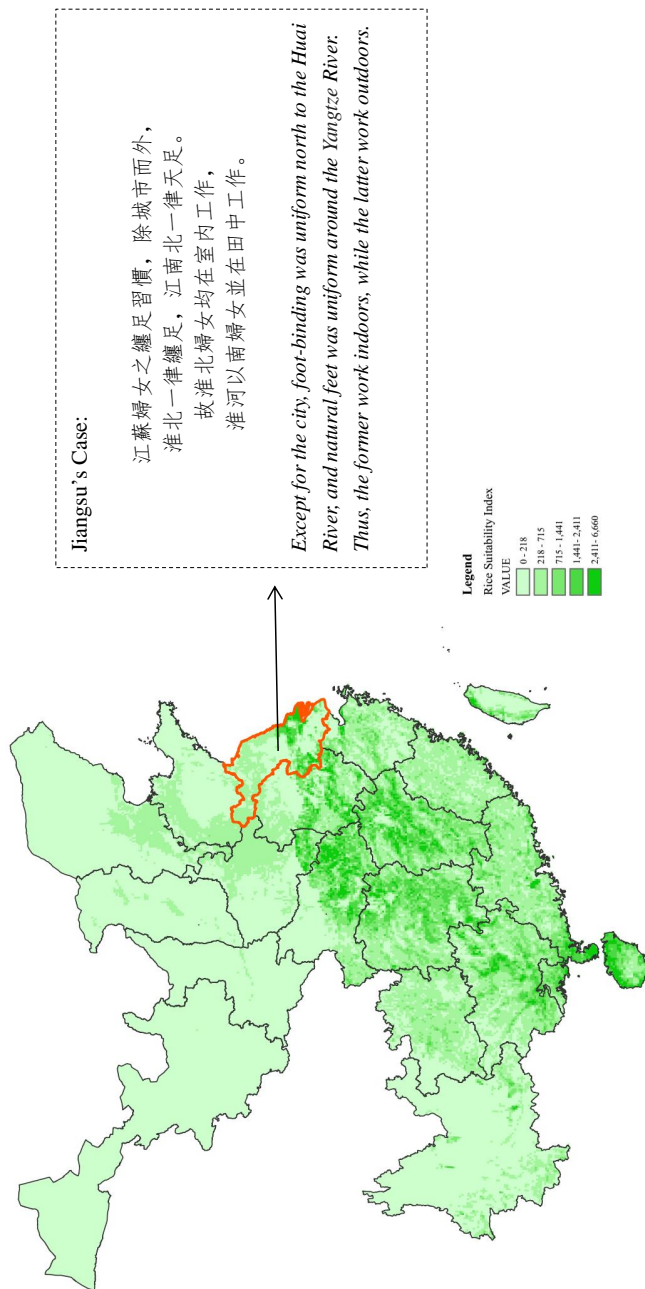 Jiangsu's Case:
江蘇婦女之纏足習慣，除城市而外，
淮北一律纏足，江南北一律天足。
故淮北婦女均在室内工作，
淮河以南婦女並在田中工作。
Except for the city, foot-binding was uniform north to the Huai
River, and natural feet was uniform around the Yangtze River.
Thus, the former work indoors, while the latter work outdoors.
Legend
Rice Suitability Index
VALUE
0 - 218
218 - 715
715 - 1,441
1,441- 2,411
2,411- 6,660